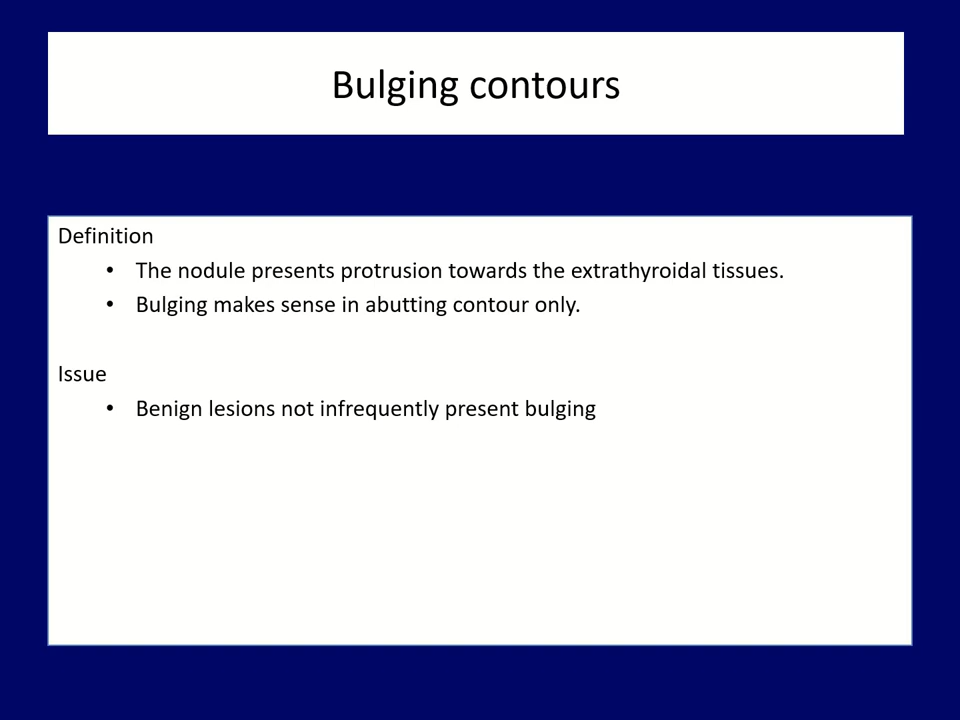 Bulging contours
Definition
• The nodule presents protrusion towards the extrathyroidal tissues.
• Bulging makes sense in abutting contour only.
Issue
• Benign lesions not infrequently present bulging